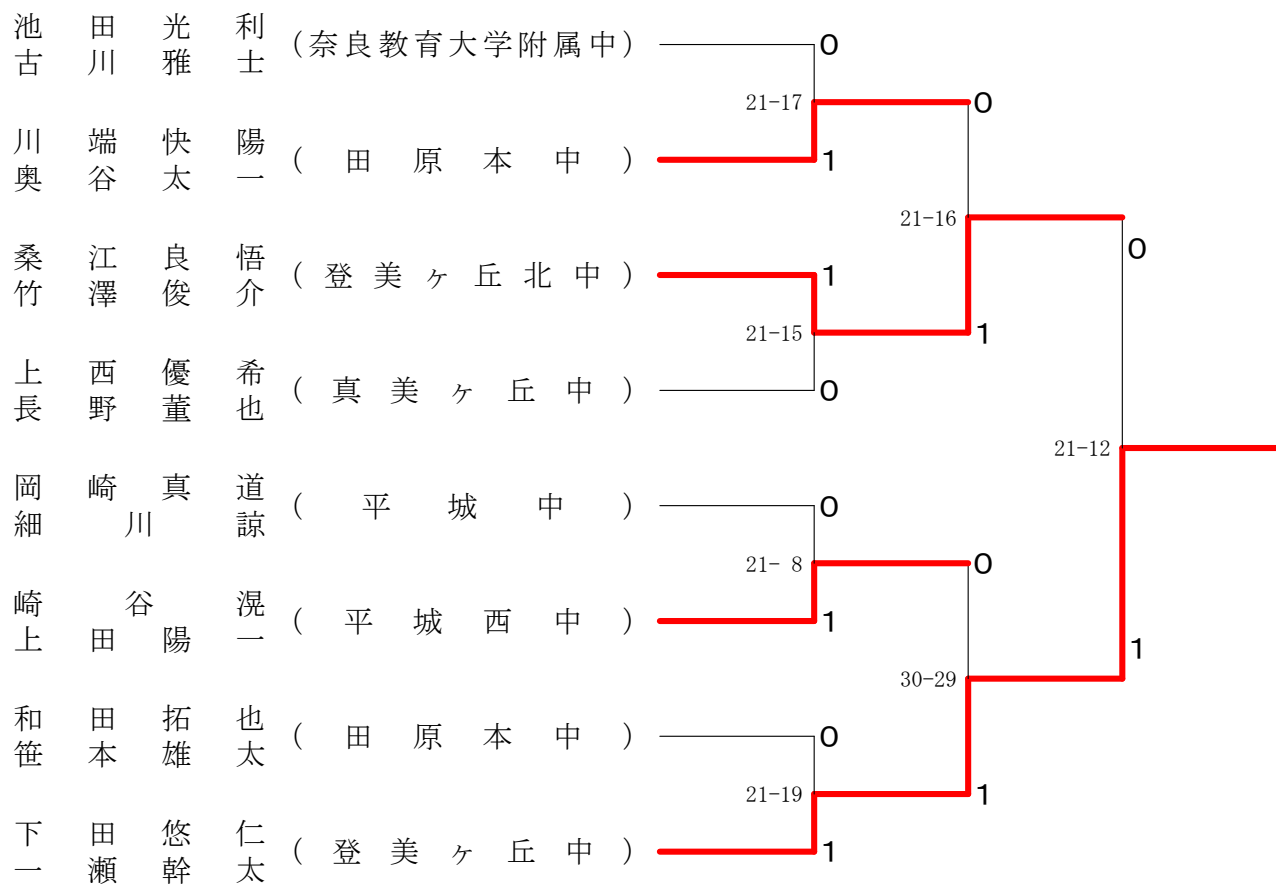 池田光利
古川雅士
(奈良教育大学附属中)
0
21-17
0
川端快陽
奥谷太一
(田原本中)
1
21-16
0
桑江良悟
竹澤俊介
(登美ヶ丘北中)
1
21-15
1
上西優希
長野董也
(真美ヶ丘中)
0
21-12
岡崎真道
細川諒
(平城中)
0
21- 8
0
崎谷滉
上田陽一
(平城西中)
1
1
30-29
和田拓也
笹本雄太
(田原本中)
0
21-19
1
下田悠仁
一瀬幹太
(登美ヶ丘中)
1